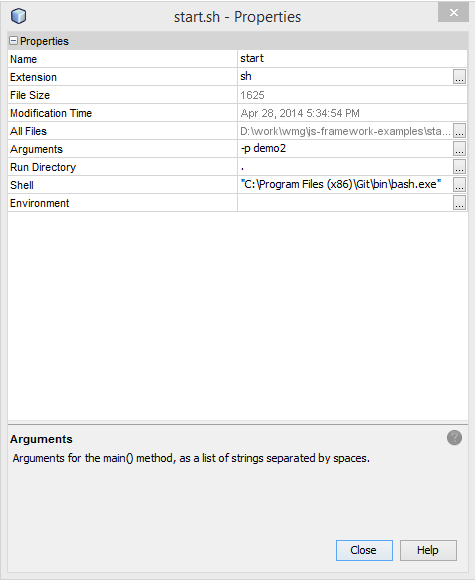 start.sh - Properties
Properties
Name start
Extension sh ...
File Size 1625
Modification Time Apr 28, 2014 5:34:54 PM
All Files D:\work\wmg\js-framework-examples\sta... ...
Arguments -p demo2 ...
Run Directory . ...
Shell "C:\Program Files (x86)\Git\bin\bash.exe" ...
Environment ...
Arguments ?
Arguments for the main() method, as a list of strings separated by spaces.
Close Help